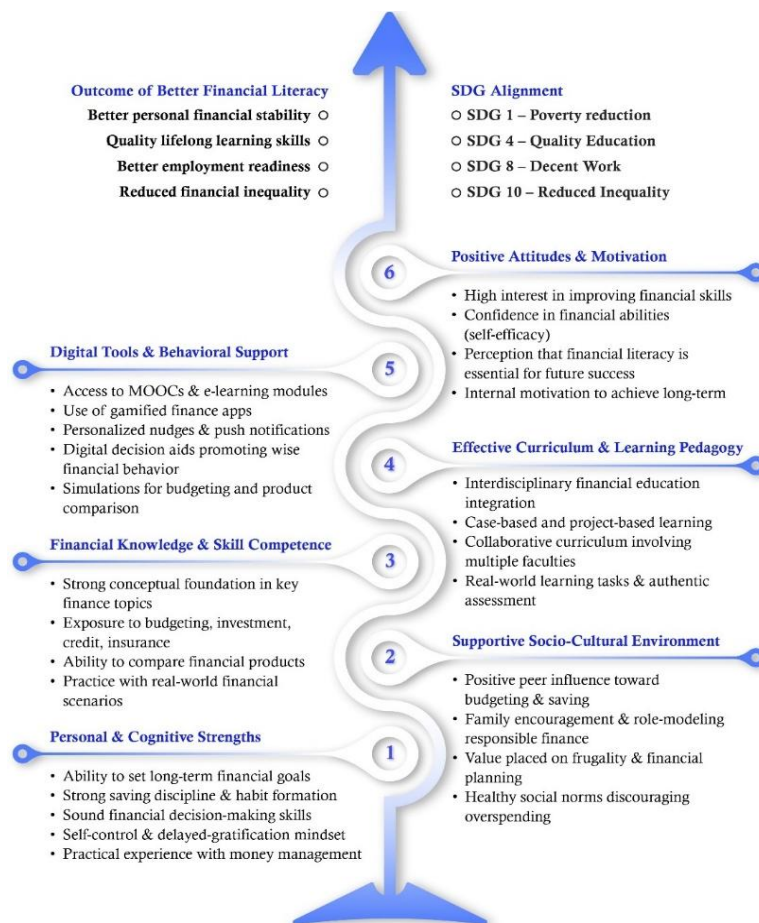 Outcome of Better Financial Literacy
Better personal financial stability
Quality lifelong learning skills
Better employment readiness
Reduced financial inequality
SDG Alignment
SDG 1 – Poverty reduction
SDG 4 – Quality Education
SDG 8 – Decent Work
SDG 10 – Reduced Inequality
6
Positive Attitudes & Motivation
• High interest in improving financial skills
• Confidence in financial abilities
(self-efficacy)
• Perception that financial literacy is
essential for future success
• Internal motivation to achieve long-term
Digital Tools & Behavioral Support
5
• Access to MOOCs & e-learning modules
• Use of gamified finance apps
• Personalized nudges & push notifications
• Digital decision aids promoting wise
financial behavior
• Simulations for budgeting and product
comparison
4
Effective Curriculum & Learning Pedagogy
• Interdisciplinary financial education
integration
• Case-based and project-based learning
• Collaborative curriculum involving
multiple faculties
• Real-world learning tasks & authentic
assessment
Financial Knowledge & Skill Competence
3
• Strong conceptual foundation in key
finance topics
• Exposure to budgeting, investment,
credit, insurance
• Ability to compare financial products
• Practice with real-world financial
scenarios
2
Supportive Socio-Cultural Environment
• Positive peer influence toward
budgeting & saving
• Family encouragement & role-modeling
responsible finance
• Value placed on frugality & financial
planning
• Healthy social norms discouraging
overspending
Personal & Cognitive Strengths
1
• Ability to set long-term financial goals
• Strong saving discipline & habit formation
• Sound financial decision-making skills
• Self-control & delayed-gratification mindset
• Practical experience with money management